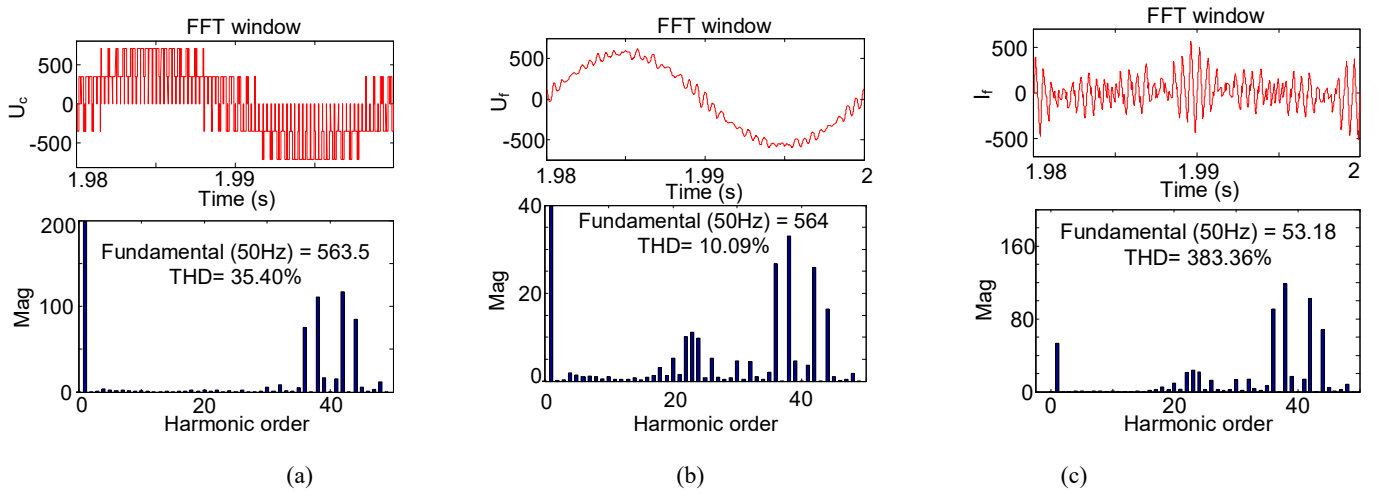 FFT window
500
0
-500
U_c
1.98
1.99
Time (s)
200
100
0
Mag
Fundamental (50Hz) = 563.5
THD= 35.40%
0
20
40
Harmonic order
(a)
FFT window
500
0
-500
U_f
1.98
1.99
2
Time (s)
40
20
0
Mag
Fundamental (50Hz) = 564
THD= 10.09%
0
20
40
Harmonic order
(b)
FFT window
500
0
-500
I_f
1.98
1.99
2
Time (s)
160
80
0
Mag
Fundamental (50Hz) = 53.18
THD= 383.36%
0
20
40
Harmonic order
(c)